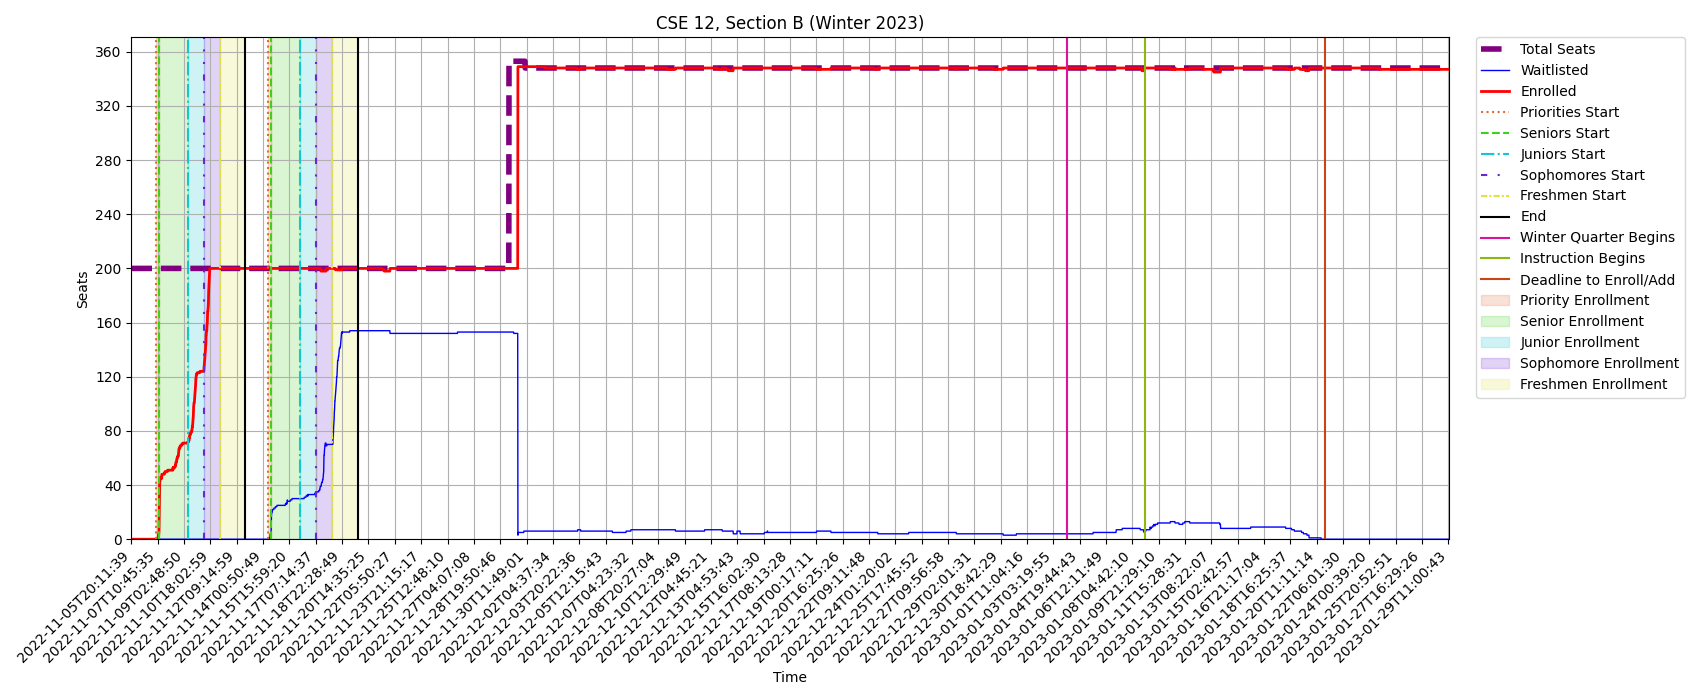 CSE 12, Section B (Winter 2023)
360
320
280
240
200
160
120
80
40
0
Seats
2022-11-05T20:11:39
2022-11-07T10:45:35
2022-11-09T02:48:50
2022-11-10T18:02:59
2022-11-12T09:14:59
2022-11-14T00:50:49
2022-11-15T15:59:20
2022-11-17T07:14:37
2022-11-18T22:28:49
2022-11-20T14:35:25
2022-11-22T05:50:27
2022-11-23T21:15:17
2022-11-25T12:48:10
2022-11-27T04:07:08
2022-11-28T19:50:46
2022-11-30T11:49:01
2022-12-02T04:37:34
2022-12-03T20:22:36
2022-12-05T12:15:43
2022-12-07T04:23:32
2022-12-08T20:27:04
2022-12-10T12:29:49
2022-12-12T04:45:21
2022-12-13T04:53:43
2022-12-15T16:02:30
2022-12-17T08:13:28
2022-12-19T00:17:11
2022-12-20T16:25:26
2022-12-22T09:11:48
2022-12-24T01:20:02
2022-12-25T17:45:52
2022-12-27T09:56:58
2022-12-29T02:01:31
2022-12-30T18:42:29
2023-01-01T11:04:16
2023-01-03T03:19:55
2023-01-04T19:44:43
2023-01-06T12:11:49
2023-01-08T04:42:10
2023-01-09T21:29:10
2023-01-11T15:28:31
2023-01-13T08:22:07
2023-01-15T02:42:57
2023-01-16T21:17:04
2023-01-18T16:25:37
2023-01-20T11:11:14
2023-01-22T06:01:30
2023-01-24T00:39:20
2023-01-25T20:52:51
2023-01-27T16:29:26
2023-01-29T11:00:43
Time
Total Seats
Waitlisted
Enrolled
Priorities Start
Seniors Start
Juniors Start
Sophomores Start
Freshmen Start
End
Winter Quarter Begins
Instruction Begins
Deadline to Enroll/Add
Priority Enrollment
Senior Enrollment
Junior Enrollment
Sophomore Enrollment
Freshmen Enrollment